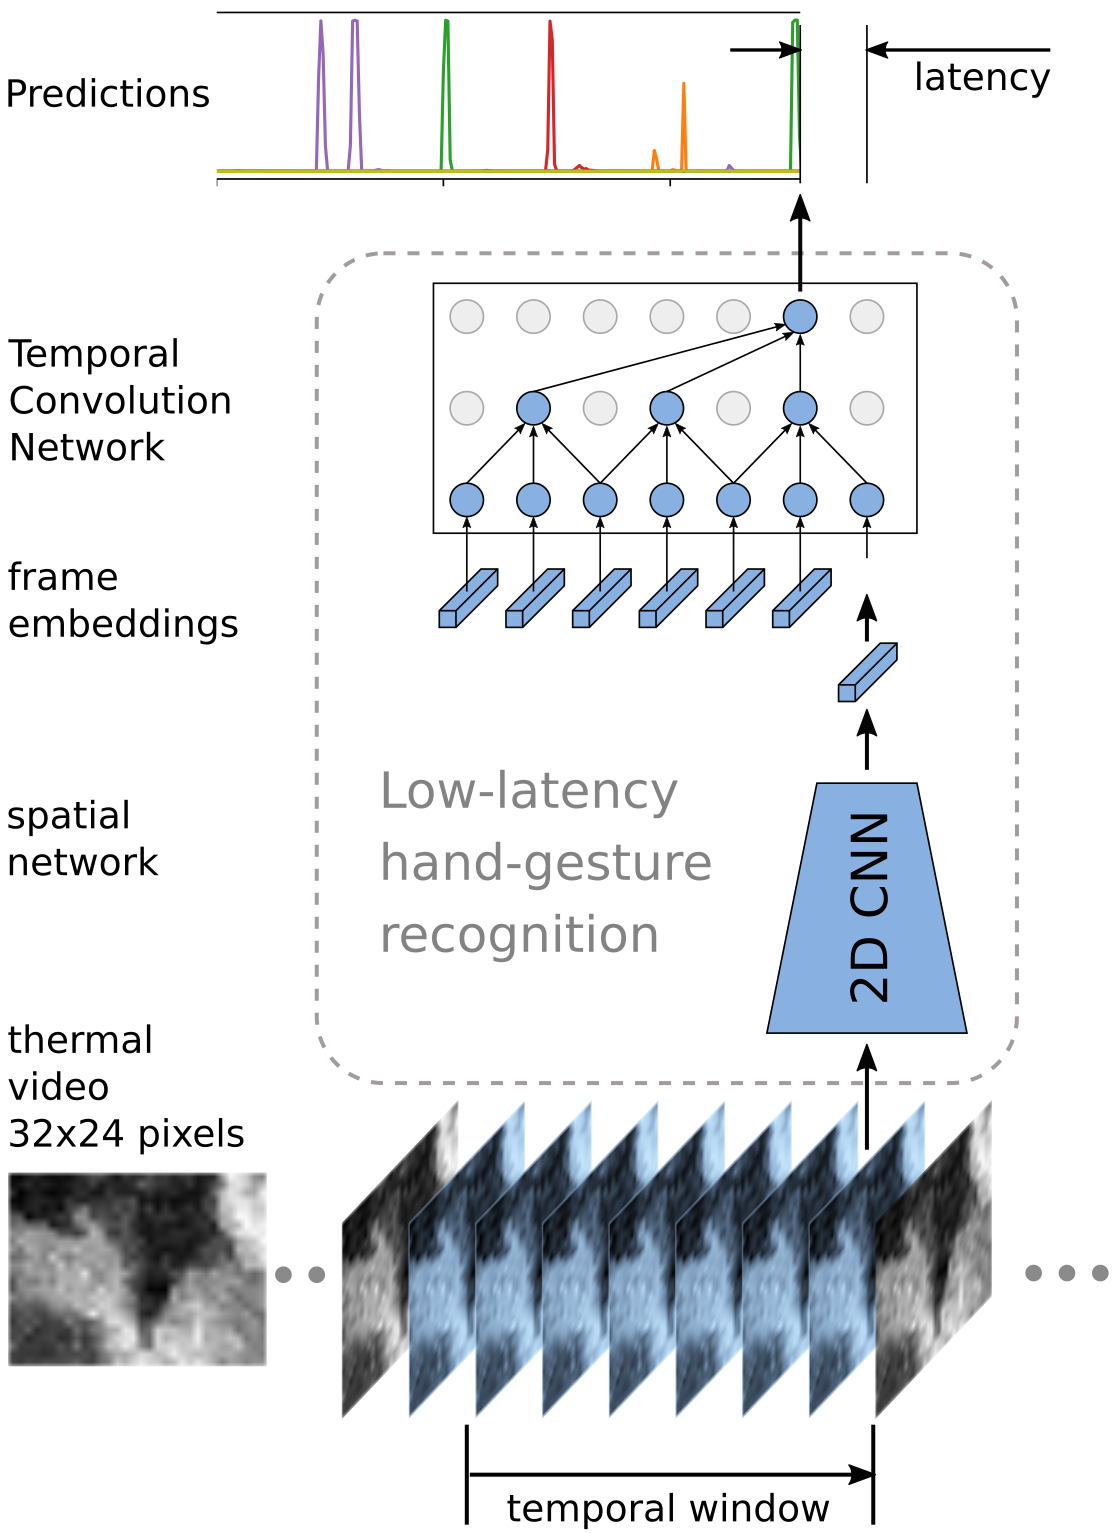 Predictions
latency
Temporal
Convolution
Network
frame
embeddings
Low-latency
hand-gesture
recognition
spatial
network
2D CNN
thermal
video
32x24 pixels
temporal window